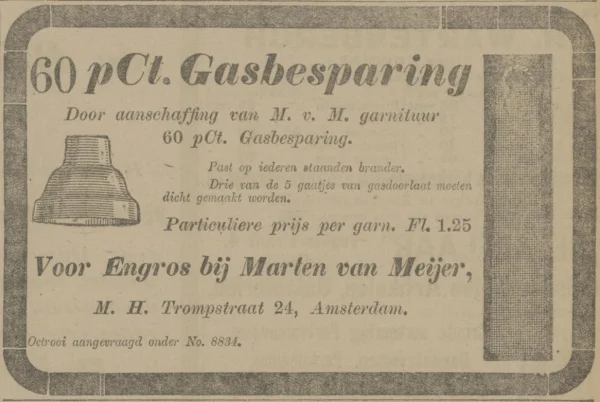 60 pCt. Gasbesparing
Door aanschaffing van M. v. M. garnituur
60 pCt. Gasbesparing.
Past op iederen staanden brander.
Drie van de 5 gaatjes van gasdoorlaat moeten
dicht gemaakt worden.
Particuliere prijs per garn. Fl. 1.25
Voor Engros bij Marten van Meijer,
M. H. Trompstraat 24, Amsterdam.
Octrooi aangevraagd onder No. 8834.